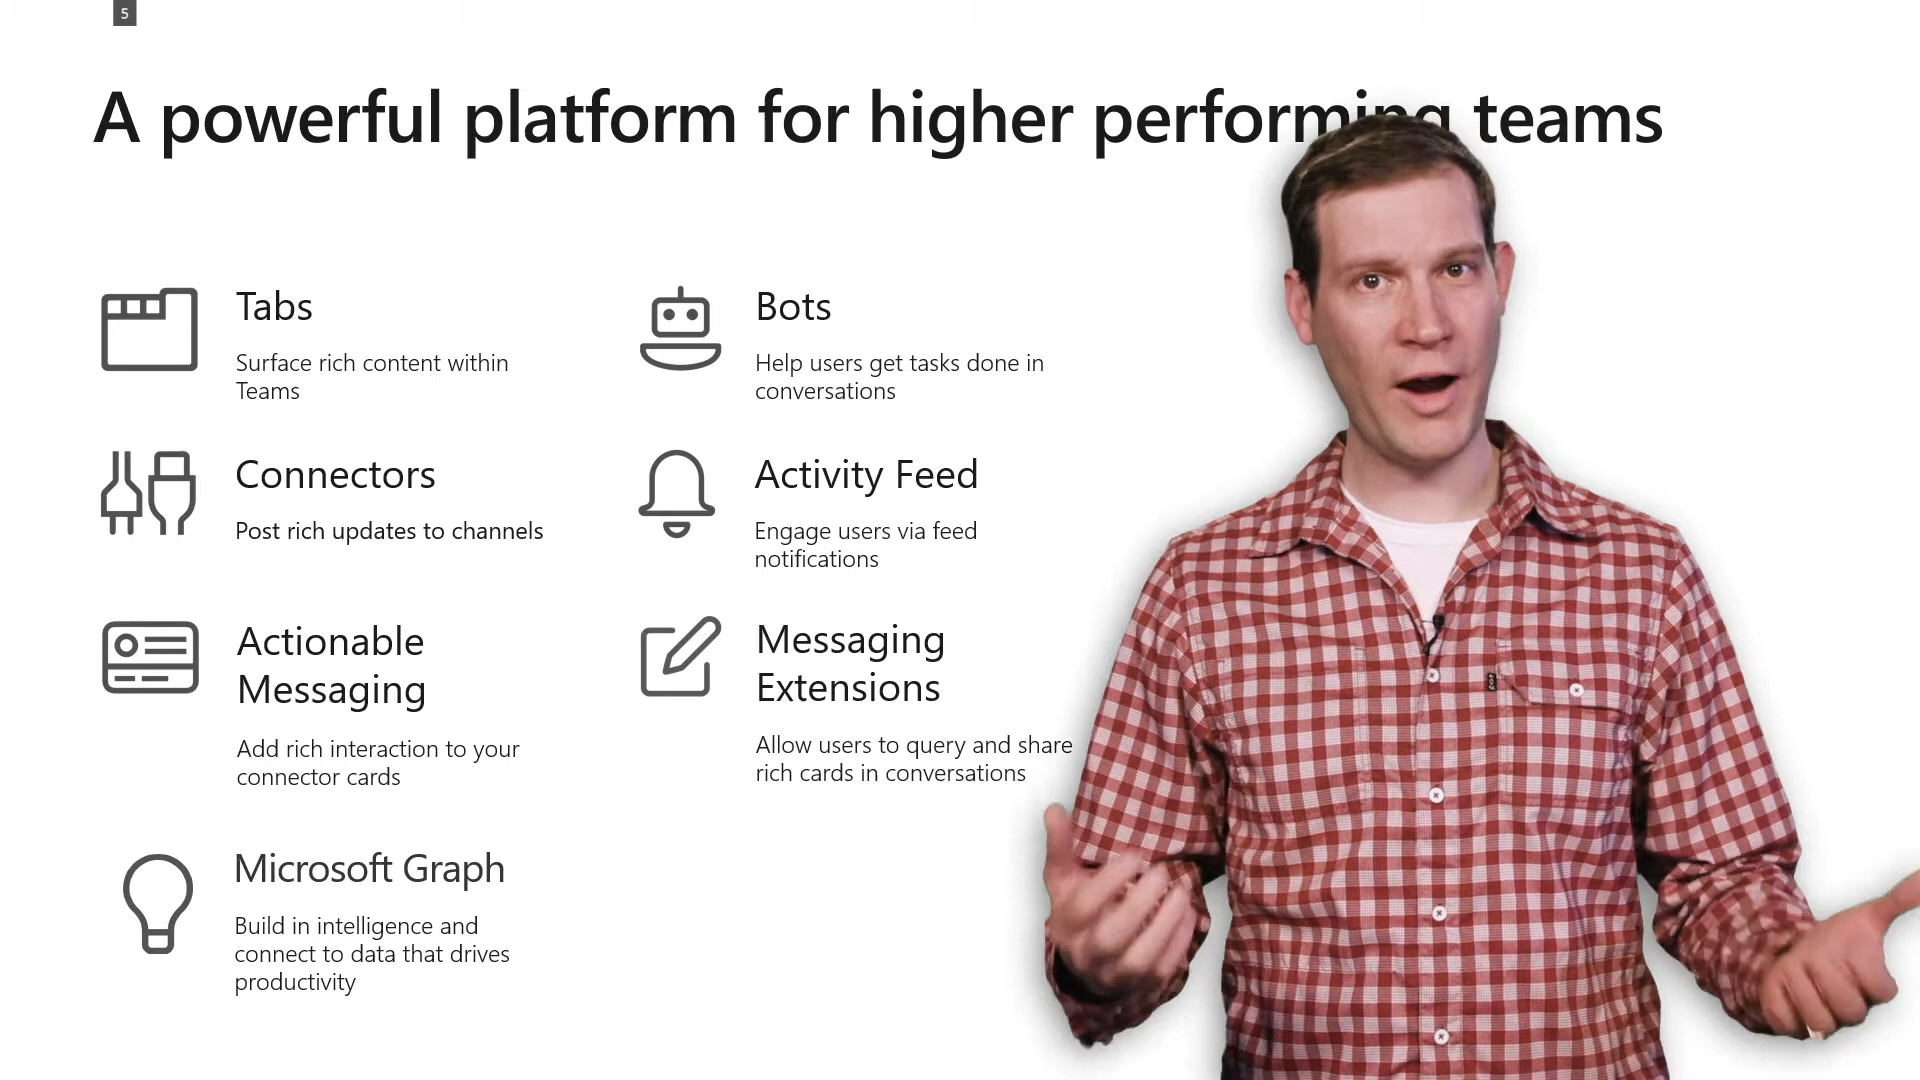 5
A powerful platform for higher performing teams
Tabs
Surface rich content within
Teams
Bots
Help users get tasks done in
conversations
Connectors
Post rich updates to channels
Activity Feed
Engage users via feed
notifications
Actionable
Messaging
Add rich interaction to your
connector cards
Messaging
Extensions
Allow users to query and share
rich cards in conversations
Microsoft Graph
Build in intelligence and
connect to data that drives
productivity